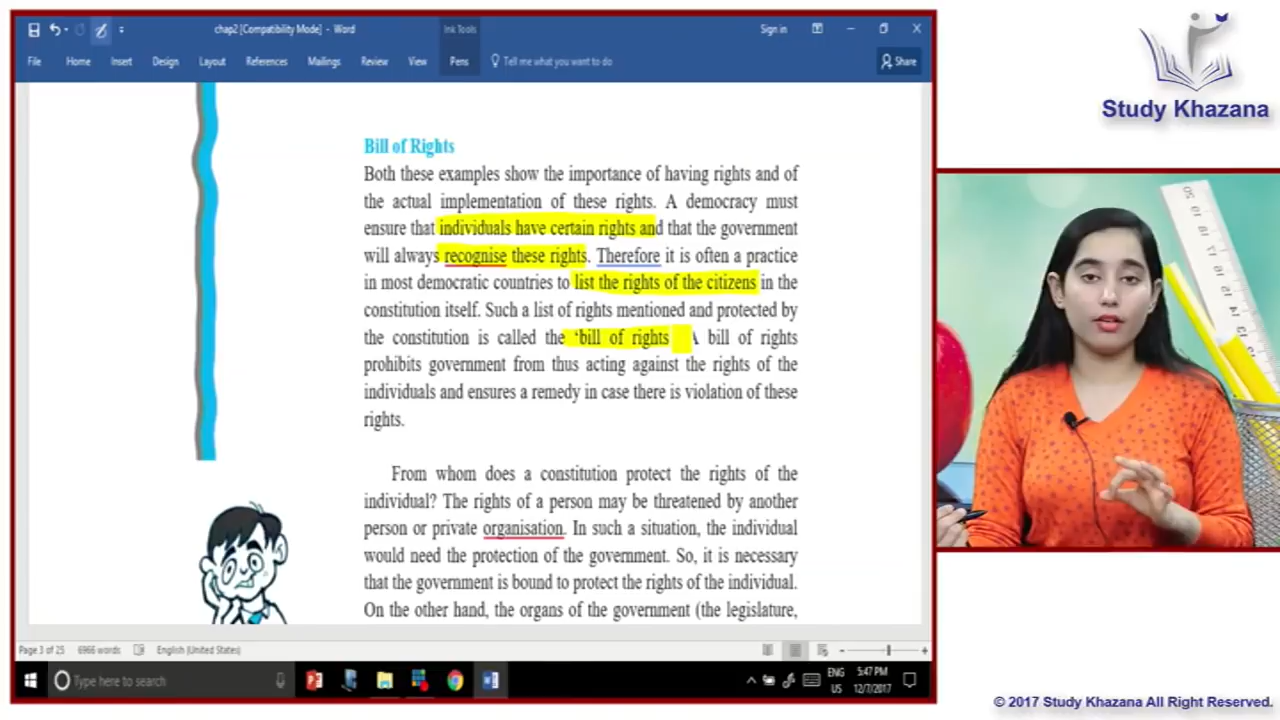 chap2 [Compatibility Mode] - Word
Ink Tools
Sign in
File Home Insert Design Layout References Mailings Review View Pens Tell me what you want to do Share
Study Khazana
Bill of Rights
Both these examples show the importance of having rights and of
the actual implementation of these rights. A democracy must
ensure that individuals have certain rights and that the government
will always recognise these rights. Therefore it is often a practice
in most democratic countries to list the rights of the citizens in the
constitution itself. Such a list of rights mentioned and protected by
the constitution is called the ‘bill of rights A bill of rights
prohibits government from thus acting against the rights of the
individuals and ensures a remedy in case there is violation of these
rights.
From whom does a constitution protect the rights of the
individual? The rights of a person may be threatened by another
person or private organisation. In such a situation, the individual
would need the protection of the government. So, it is necessary
that the government is bound to protect the rights of the individual.
On the other hand, the organs of the government (the legislature,
Page 3 of 25 6966 words English (United States)
Type here to search
ENG
US
5:47 PM
12/7/2017
© 2017 Study Khazana All Right Reserved.